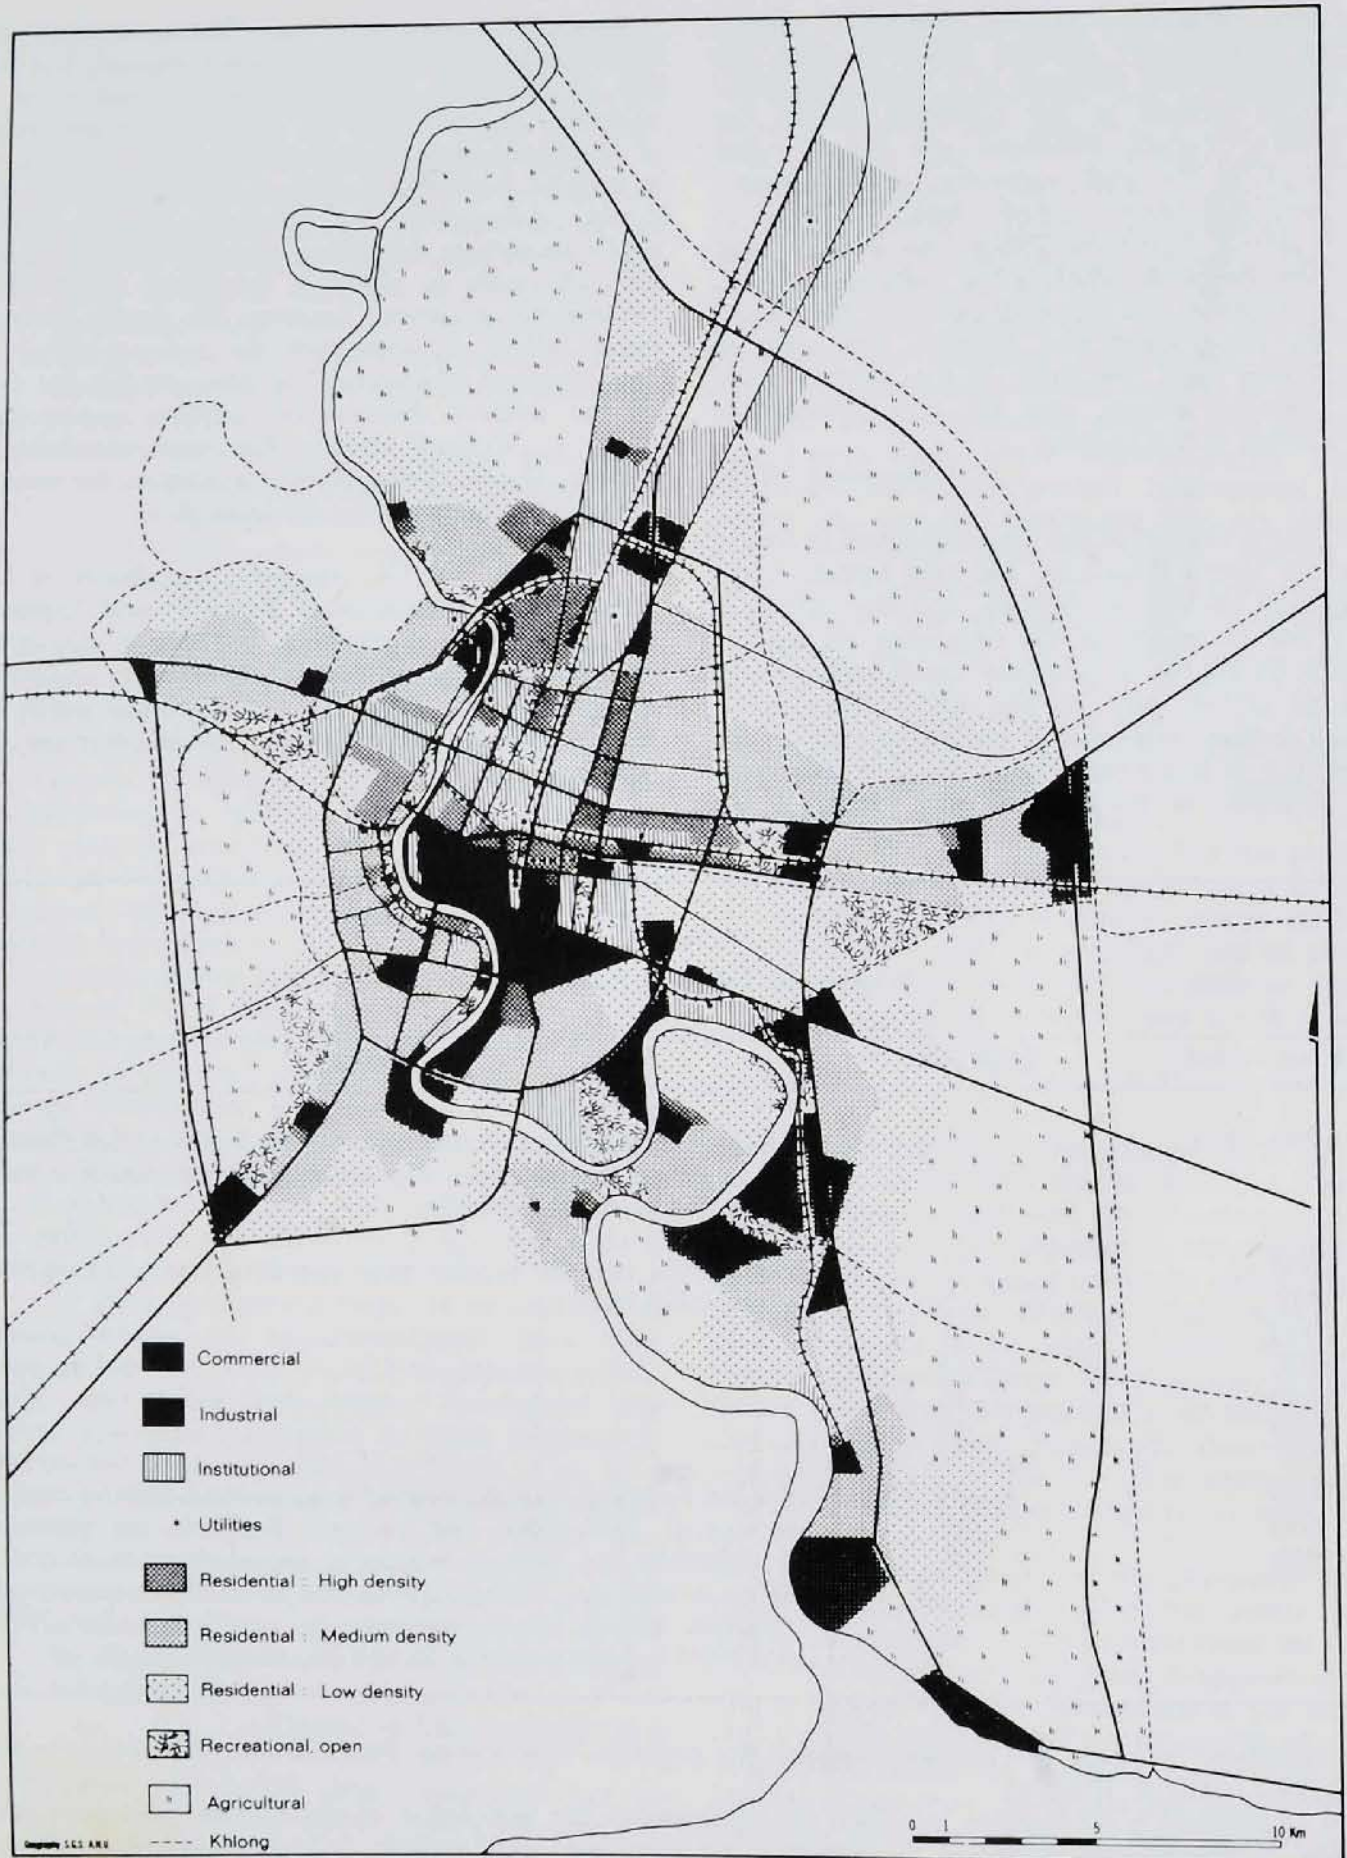 Commercial
Industrial
Institutional
Utilities
Residential : High density
Residential : Medium density
Residential : Low density
Recreational, open
Agricultural
Khlong
0 1 5 10 Km